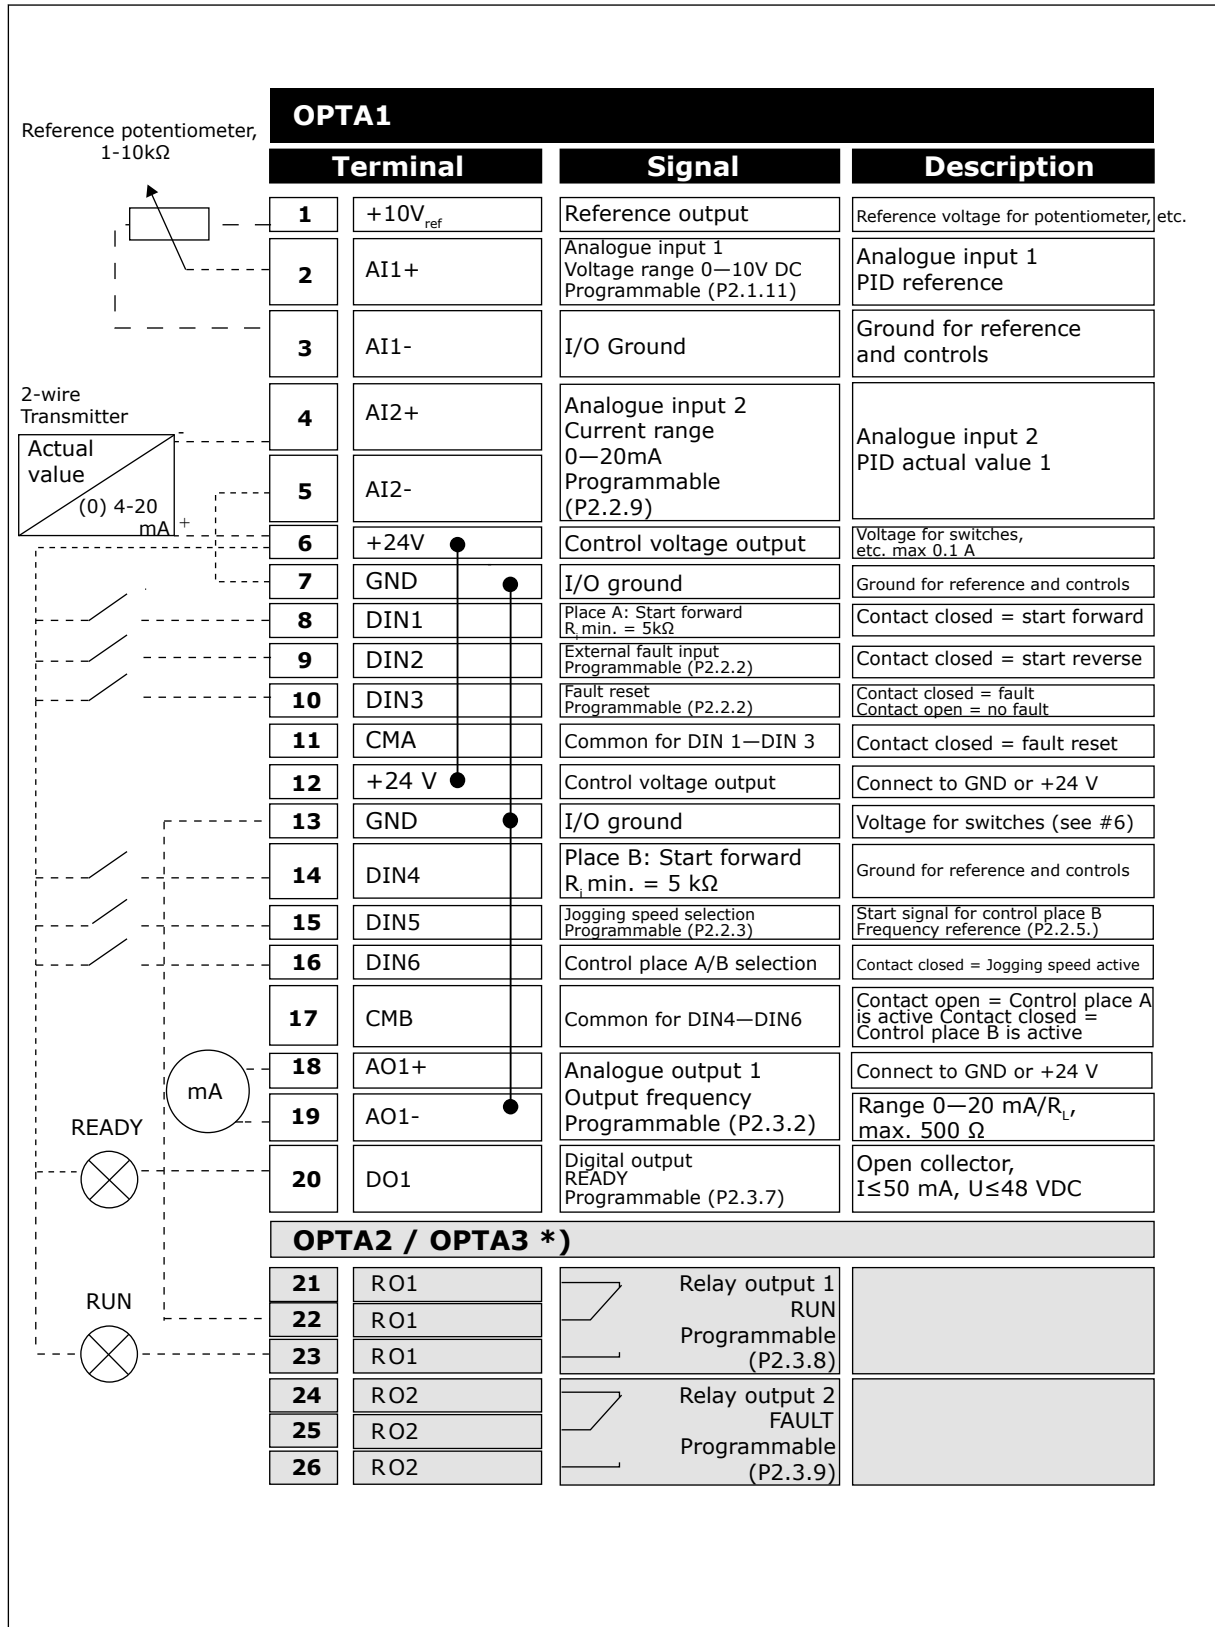 OPTA1
Reference potentiometer,
1-10kΩ
Terminal Signal Description
1 +10Vref Reference output Reference voltage for potentiometer, etc.
2 AI1+
Analogue input 1
Voltage range 0—10V DC
Programmable (P2.1.11)
Analogue input 1
PID reference
3 AI1- I/O Ground
Ground for reference
and controls
2-wire
Transmitter
Actual
value
(0) 4-20
mA
-
+
4 AI2+
5 AI2-
Analogue input 2
Current range
0—20mA
Programmable
(P2.2.9)
Analogue input 2
PID actual value 1
6 +24V Control voltage output
Voltage for switches,
etc. max 0.1 A
7 GND I/O ground Ground for reference and controls
8 DIN1
Place A: Start forward
Ri min. = 5kΩ
Contact closed = start forward
9 DIN2
External fault input
Programmable (P2.2.2)
Contact closed = start reverse
10 DIN3
Fault reset
Programmable (P2.2.2)
Contact closed = fault
Contact open = no fault
11 CMA Common for DIN 1—DIN 3 Contact closed = fault reset
12 +24 V Control voltage output Connect to GND or +24 V
13 GND I/O ground Voltage for switches (see #6)
14 DIN4
Place B: Start forward
Ri min. = 5 kΩ
Ground for reference and controls
15 DIN5
Jogging speed selection
Programmable (P2.2.3)
Start signal for control place B
Frequency reference (P2.2.5.)
16 DIN6 Control place A/B selection Contact closed = Jogging speed active
17 CMB Common for DIN4—DIN6
Contact open = Control place A
is active Contact closed =
Control place B is active
mA
18 AO1+
19 AO1-
Analogue output 1
Output frequency
Programmable (P2.3.2)
Connect to GND or +24 V
Range 0—20 mA/RL,
max. 500 Ω
READY
20 DO1
Digital output
READY
Programmable (P2.3.7)
Open collector,
I≤50 mA, U≤48 VDC
OPTA2 / OPTA3 *)
RUN
21 RO1
22 RO1
23 RO1
Relay output 1
RUN
Programmable
(P2.3.8)
24 RO2
25 RO2
26 RO2
Relay output 2
FAULT
Programmable
(P2.3.9)